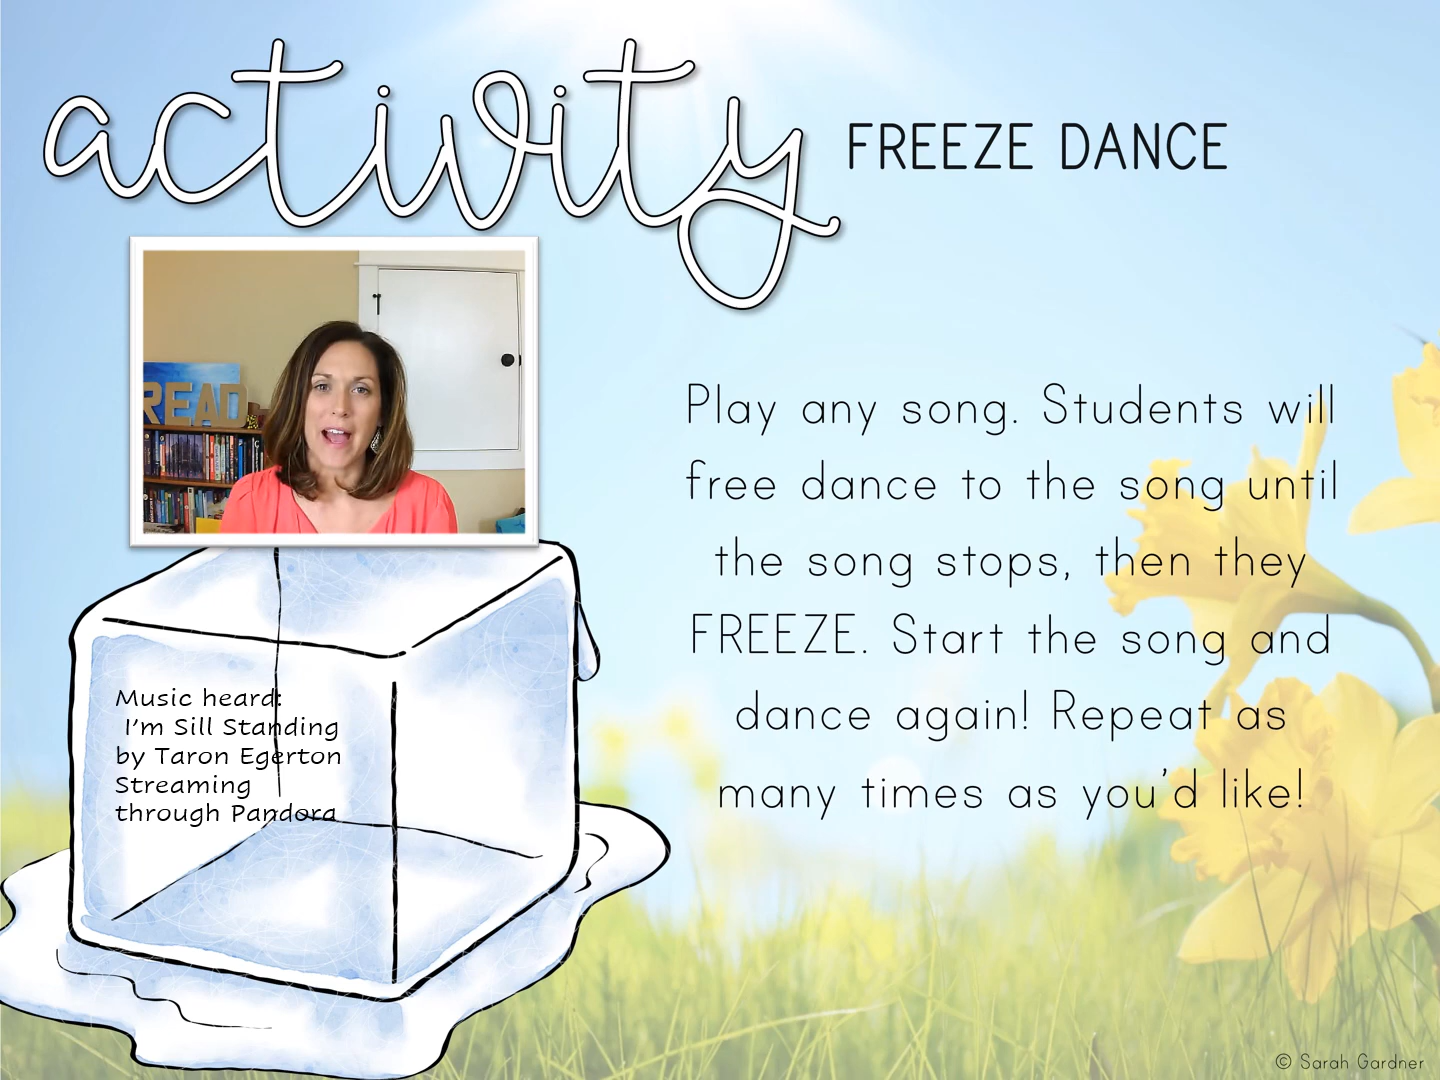 activity
FREEZE DANCE
READ
Play any song. Students will
free dance to the song until
the song stops, then they
FREEZE. Start the song and
dance again! Repeat as
many times as you'd like!
Music heard:
I'm Sill Standing
by Taron Egerton
Streaming
through Pandora
© Sarah Gardner